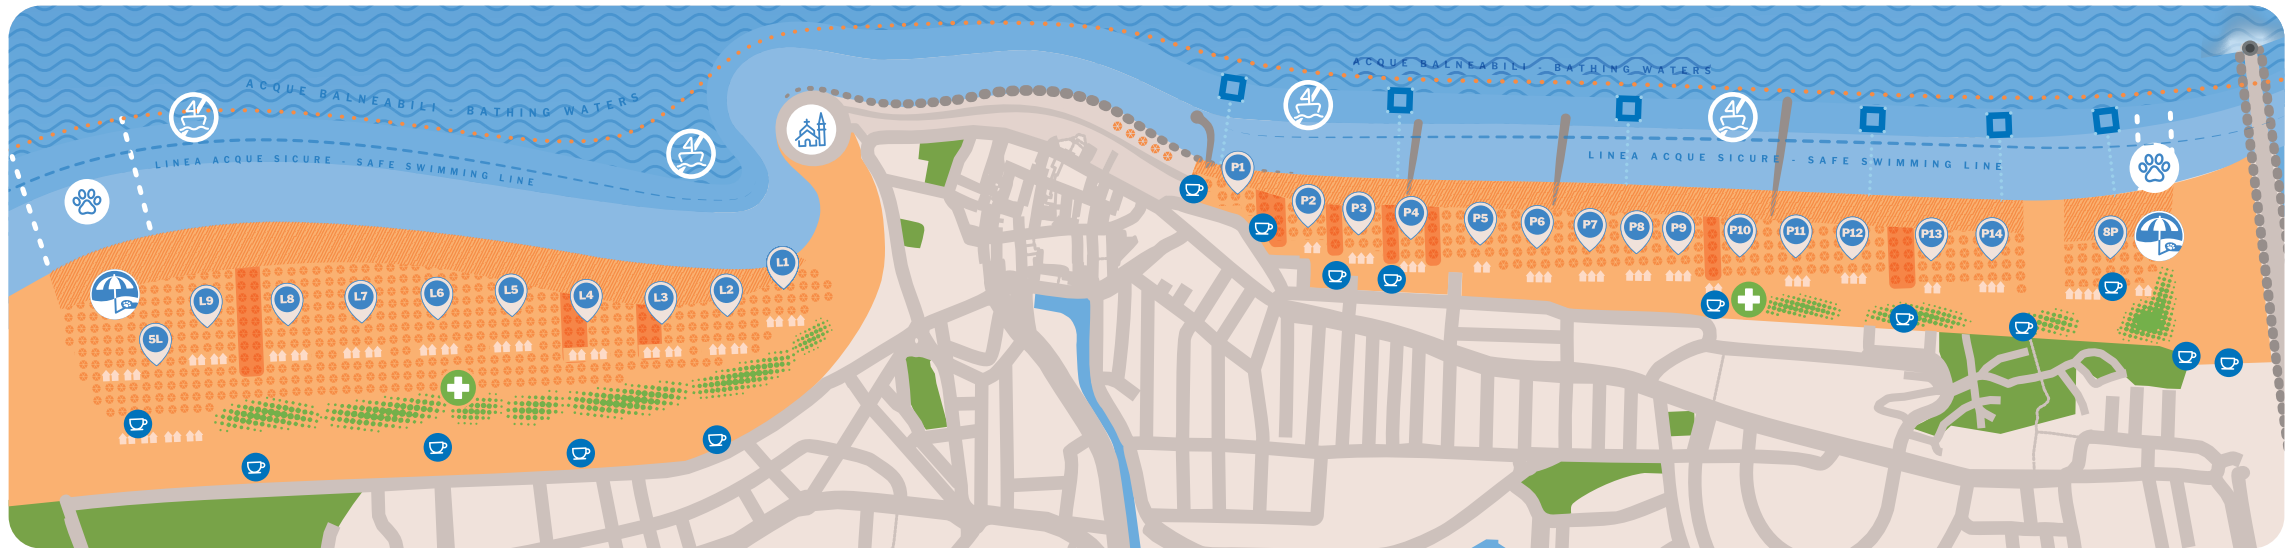 ACQUE BALNEABILI - BATHING WATERS
ACQUE BALNEABILI - BATHING WATERS
LINEA ACQUE SICURE - SAFE SWIMMING LINE
LINEA ACQUE SICURE - SAFE SWIMMING LINE
5L
L9
L8
L7
L6
L5
L4
L3
L2
L1
P1
P2
P3
P4
P5
P6
P7
P8
P9
P10
P11
P12
P13
P14
8P